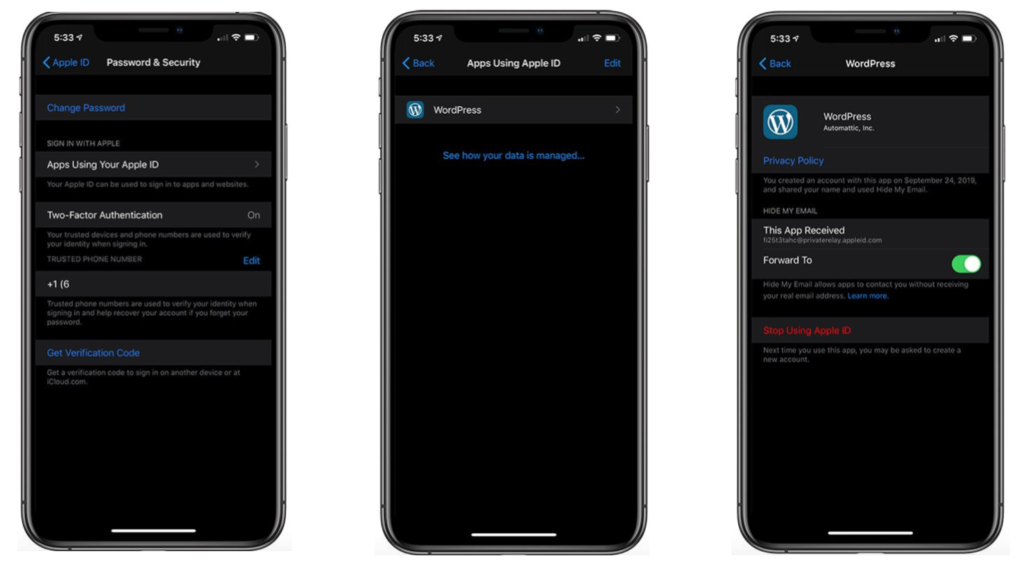 5:33
Apple ID
Password & Security
Change Password
SIGN IN WITH APPLE
Apps Using Your Apple ID
Your Apple ID can be used to sign in to apps and websites.
Two-Factor Authentication
On
Your trusted devices and phone numbers are used to verify
your identity when signing in.
TRUSTED PHONE NUMBER
Edit
+1 (6
Trusted phone numbers are used to verify your identity when
signing in and help recover your account if you forget your
password.
Get Verification Code
Get a verification code to sign in on another device or at
iCloud.com.
5:33
Back
Apps Using Apple ID
Edit
WordPress
See how your data is managed...
5:33
Back
WordPress
WordPress
Automattic, Inc.
Privacy Policy
You created an account with this app on September 24, 2019,
and shared your name and used Hide My Email.
HIDE MY EMAIL
This App Received
fi25t3tahc@privaterelay.appleid.com
Forward To
Hide My Email allows apps to contact you without receiving
your real email address. Learn more.
Stop Using Apple ID
Next time you use this app, you may be asked to create a
new account.